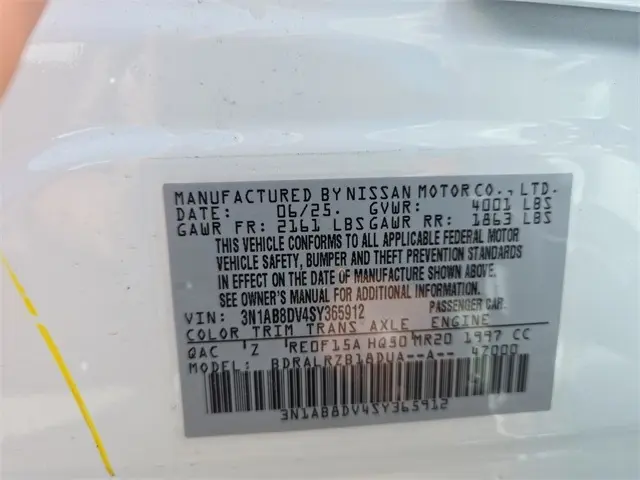 MANUFACTURED BY NISSAN MOTOR CO., LTD.
DATE: 06/25. GVWR: 4001 LBS
GAWR FR: 2161 LBS GAWR RR: 1863 LBS
THIS VEHICLE CONFORMS TO ALL APPLICABLE FEDERAL MOTOR
VEHICLE SAFETY, BUMPER AND THEFT PREVENTION STANDARDS
IN EFFECT ON THE DATE OF MANUFACTURE SHOWN ABOVE.
SEE OWNER'S MANUAL FOR ADDITIONAL INFORMATION.
VIN: 3N1AB8DV4SY365912 PASSENGER CAR
COLOR TRIM TRANS AXLE ENGINE
QAC Z RE0F15A HQ30 MR20 1997 CC
MODEL: BDRALRZB18DUA--A-- 47000
3N1AB8DV4SY365912